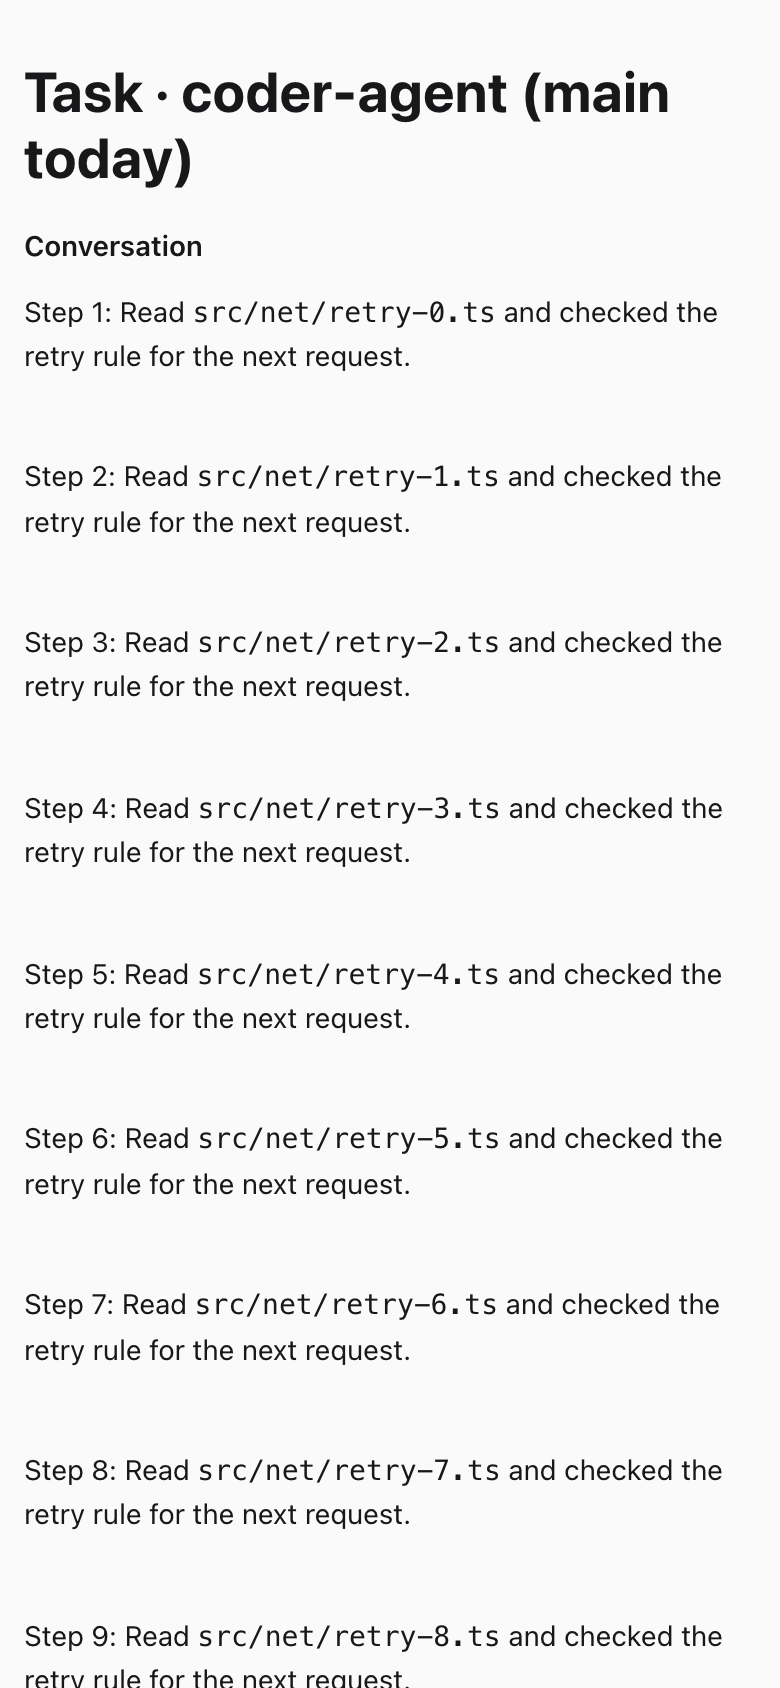 Task · coder-agent (main
today)
Conversation
Step 1: Read src/net/retry-0.ts and checked the
retry rule for the next request.
Step 2: Read src/net/retry-1.ts and checked the
retry rule for the next request.
Step 3: Read src/net/retry-2.ts and checked the
retry rule for the next request.
Step 4: Read src/net/retry-3.ts and checked the
retry rule for the next request.
Step 5: Read src/net/retry-4.ts and checked the
retry rule for the next request.
Step 6: Read src/net/retry-5.ts and checked the
retry rule for the next request.
Step 7: Read src/net/retry-6.ts and checked the
retry rule for the next request.
Step 8: Read src/net/retry-7.ts and checked the
retry rule for the next request.
Step 9: Read src/net/retry-8.ts and checked the
retry rule for the next request.